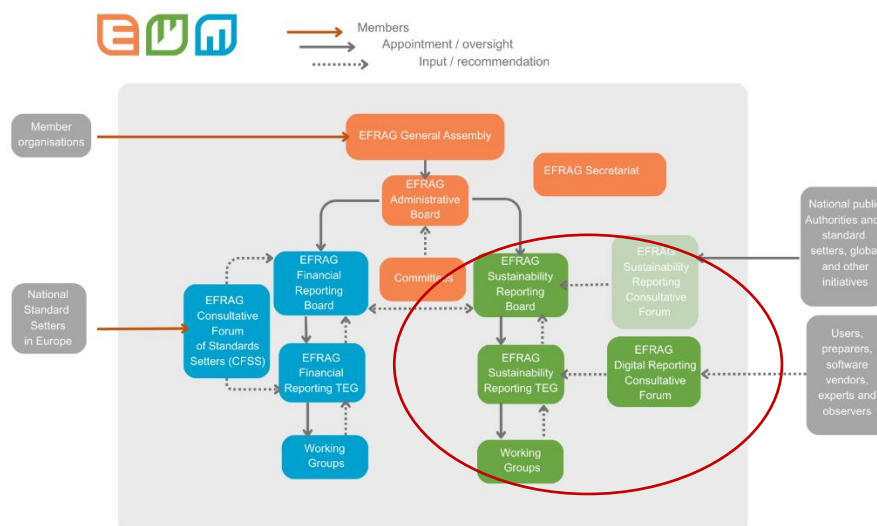 Members
Appointment / oversight
Input / recommendation
Member
organisations
EFRAG General Assembly
EFRAG Secretariat
EFRAG
Administrative
Board
National public
Authorities and
standard
setters, global
and other
initiatives
EFRAG
Financial
Reporting
Board
Committees
EFRAG
Sustainability
Reporting
Board
EFRAG
Sustainability
Reporting
Consultative
Forum
National
Standard
Setters
in Europe
EFRAG
Consultative
Forum
of Standards
Setters (CFSS)
EFRAG
Financial
Reporting TEG
EFRAG
Sustainability
Reporting TEG
EFRAG
Digital Reporting
Consultative
Forum
Users,
preparers,
software
vendors,
experts and
observers
Working
Groups
Working
Groups